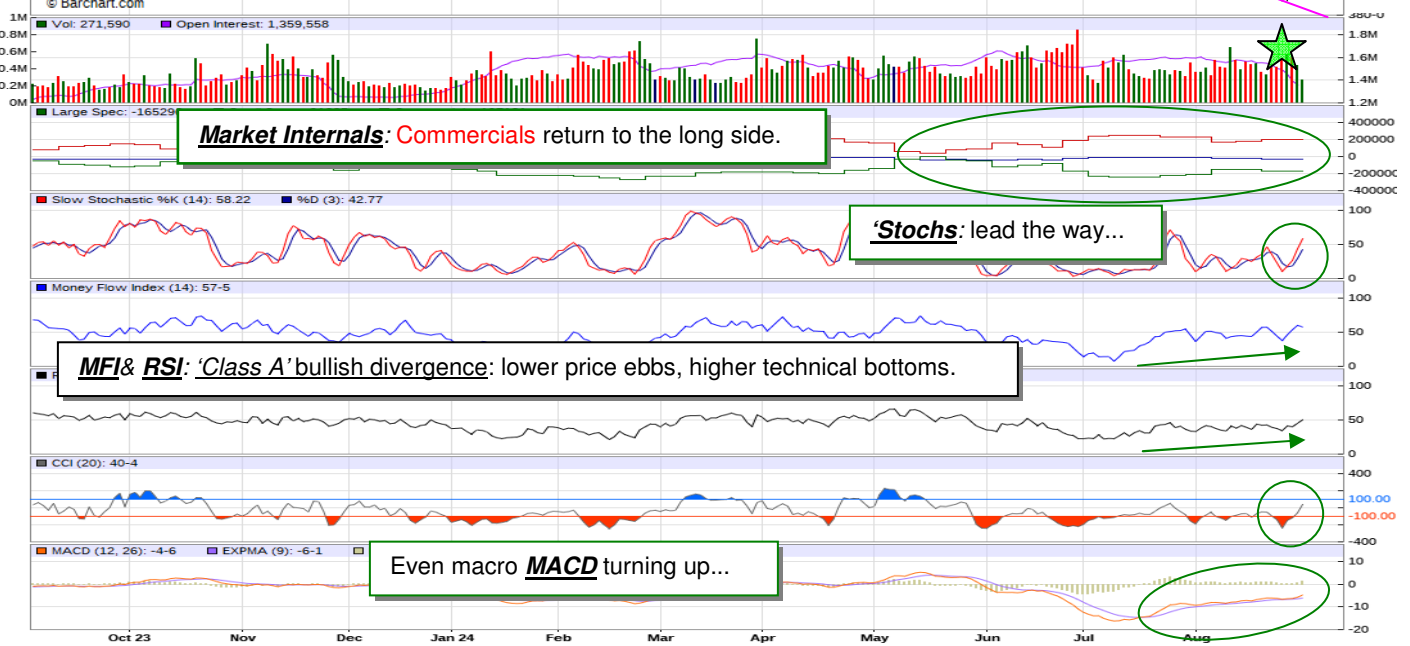 © Barchart.com
380-0
Vol: 271,590 Open Interest: 1,359,558
1M
0.8M
0.6M
0.4M
0.2M
0M
1.8M
1.6M
1.4M
1.2M
Large Spec: -16529
Market Internals: Commercials return to the long side.
400000
200000
0
-200000
-400000
Slow Stochastic %K (14): 58.22 %D (3): 42.77
'Stochs: lead the way...
100
50
0
Money Flow Index (14): 57-5
100
50
0
MFI& RSI: 'Class A' bullish divergence: lower price ebbs, higher technical bottoms.
100
50
0
CCI (20): 40-4
400
100.00
-100.00
-400
MACD (12, 26): -4-6 EXPMA (9): -6-1
Even macro MACD turning up...
10
0
-10
-20
Oct 23 Nov Dec Jan 24 Feb Mar Apr May Jun Jul Aug